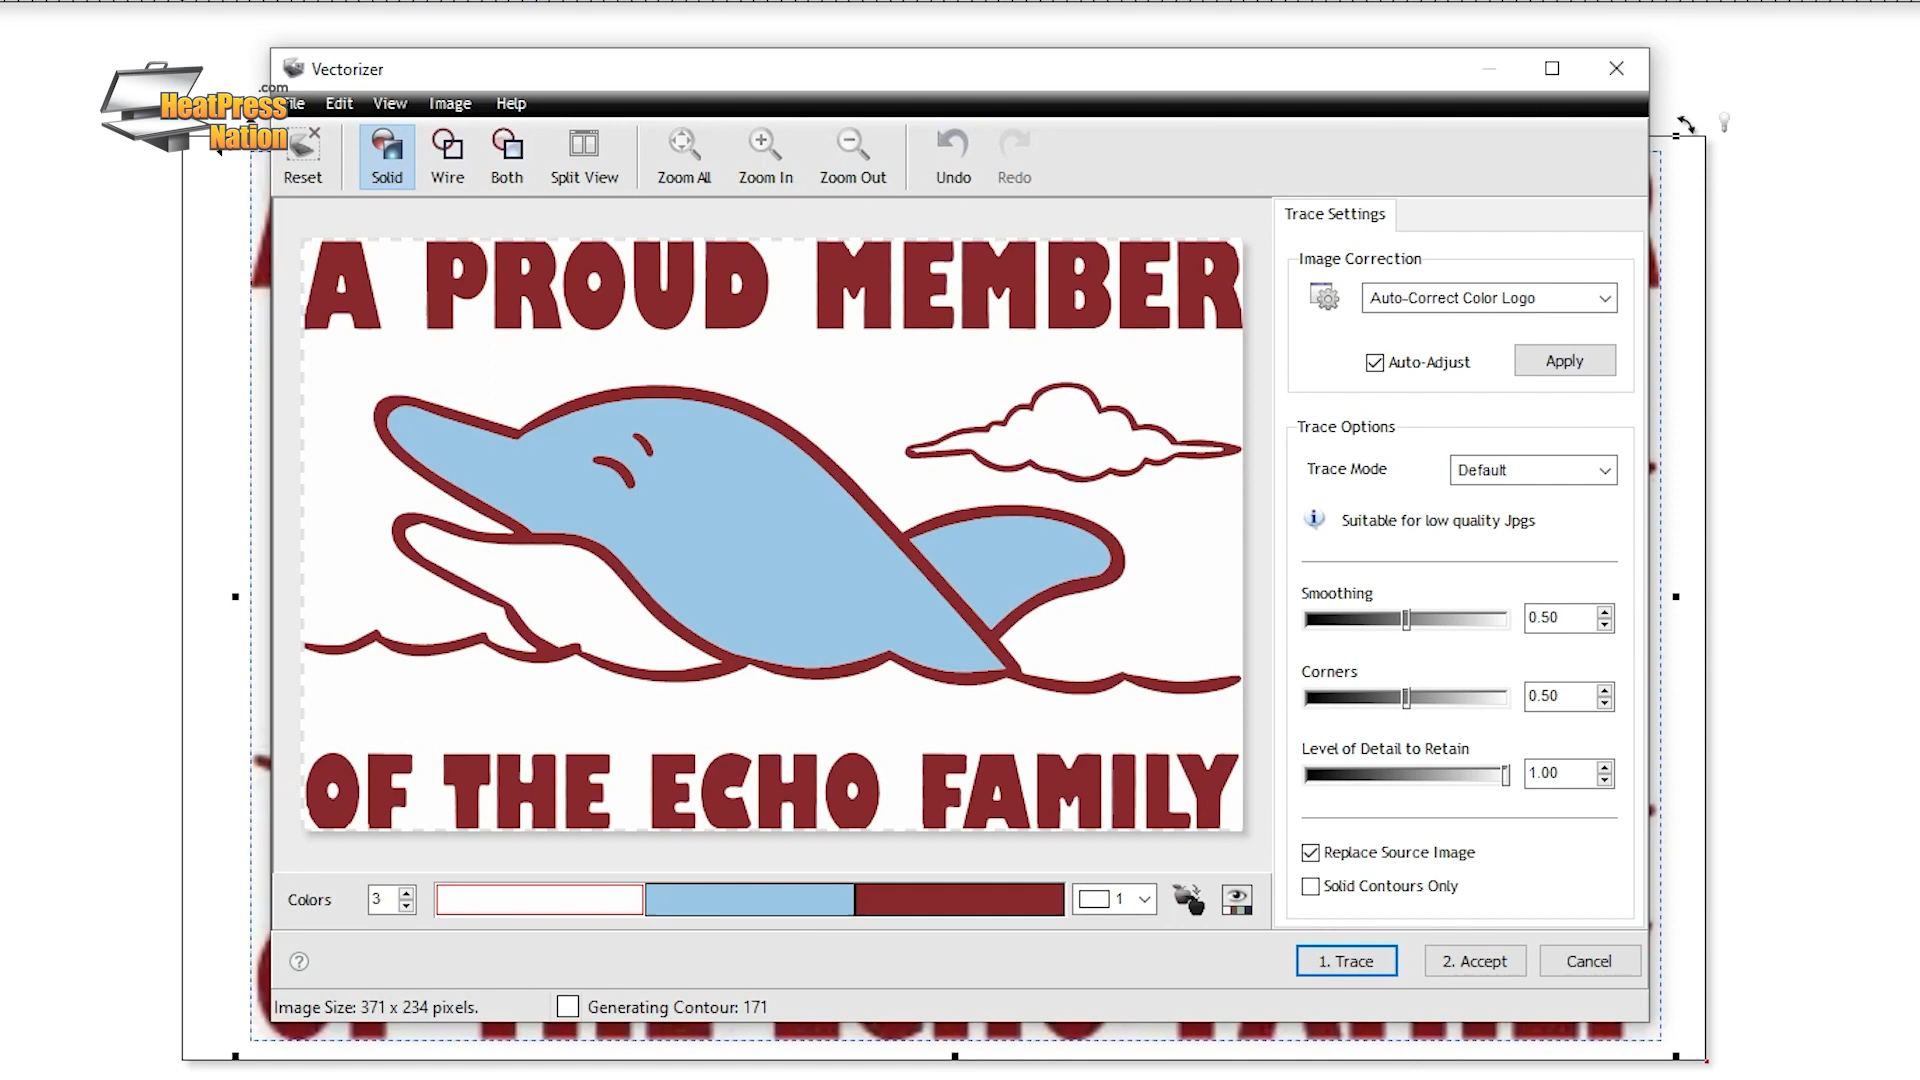 Vectorizer
.com
HeatPress
Nation
ile Edit View Image Help
Reset Solid Wire Both Split View Zoom All Zoom In Zoom Out Undo Redo
Trace Settings
Image Correction
Auto-Correct Color Logo
Auto-Adjust Apply
A PROUD MEMBER
OF THE ECHO FAMILY
Trace Options
Trace Mode Default
Suitable for low quality Jpgs
Smoothing
0.50
Corners
0.50
Level of Detail to Retain
1.00
Replace Source Image
Solid Contours Only
Colors 3 1
1. Trace 2. Accept Cancel
Image Size: 371 x 234 pixels. Generating Contour: 171